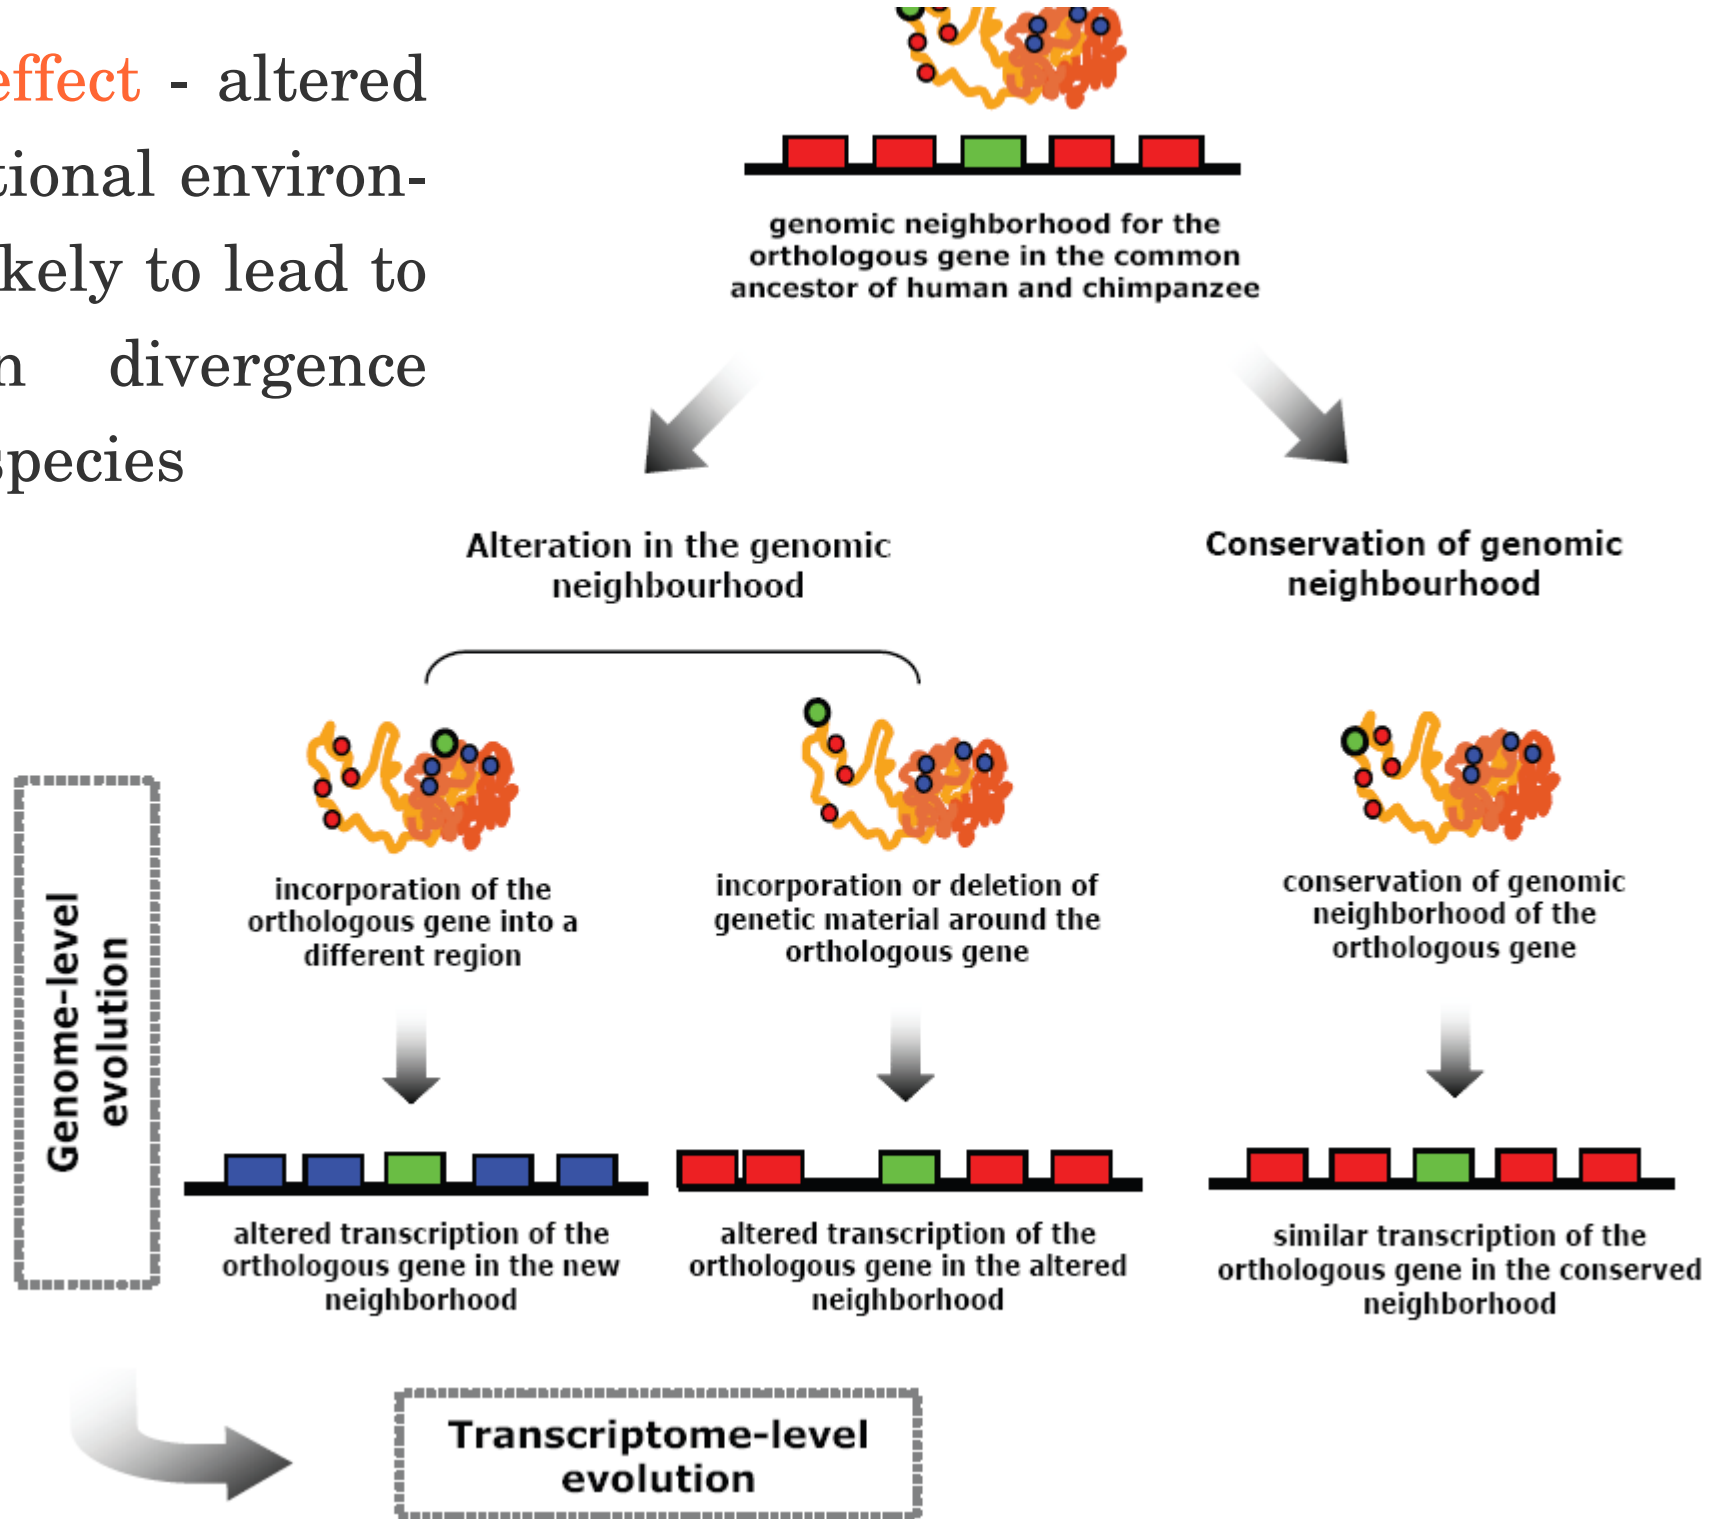 effect - altered
tional environ-
kely to lead to
n divergence
species
genomic neighborhood for the
orthologous gene in the common
ancestor of human and chimpanzee
Alteration in the genomic
neighbourhood
Conservation of genomic
neighbourhood
incorporation of the
orthologous gene into a
different region
incorporation or deletion of
genetic material around the
orthologous gene
conservation of genomic
neighborhood of the
orthologous gene
Genome-level
evolution
altered transcription of the
orthologous gene in the new
neighborhood
altered transcription of the
orthologous gene in the altered
neighborhood
similar transcription of the
orthologous gene in the conserved
neighborhood
Transcriptome-level
evolution